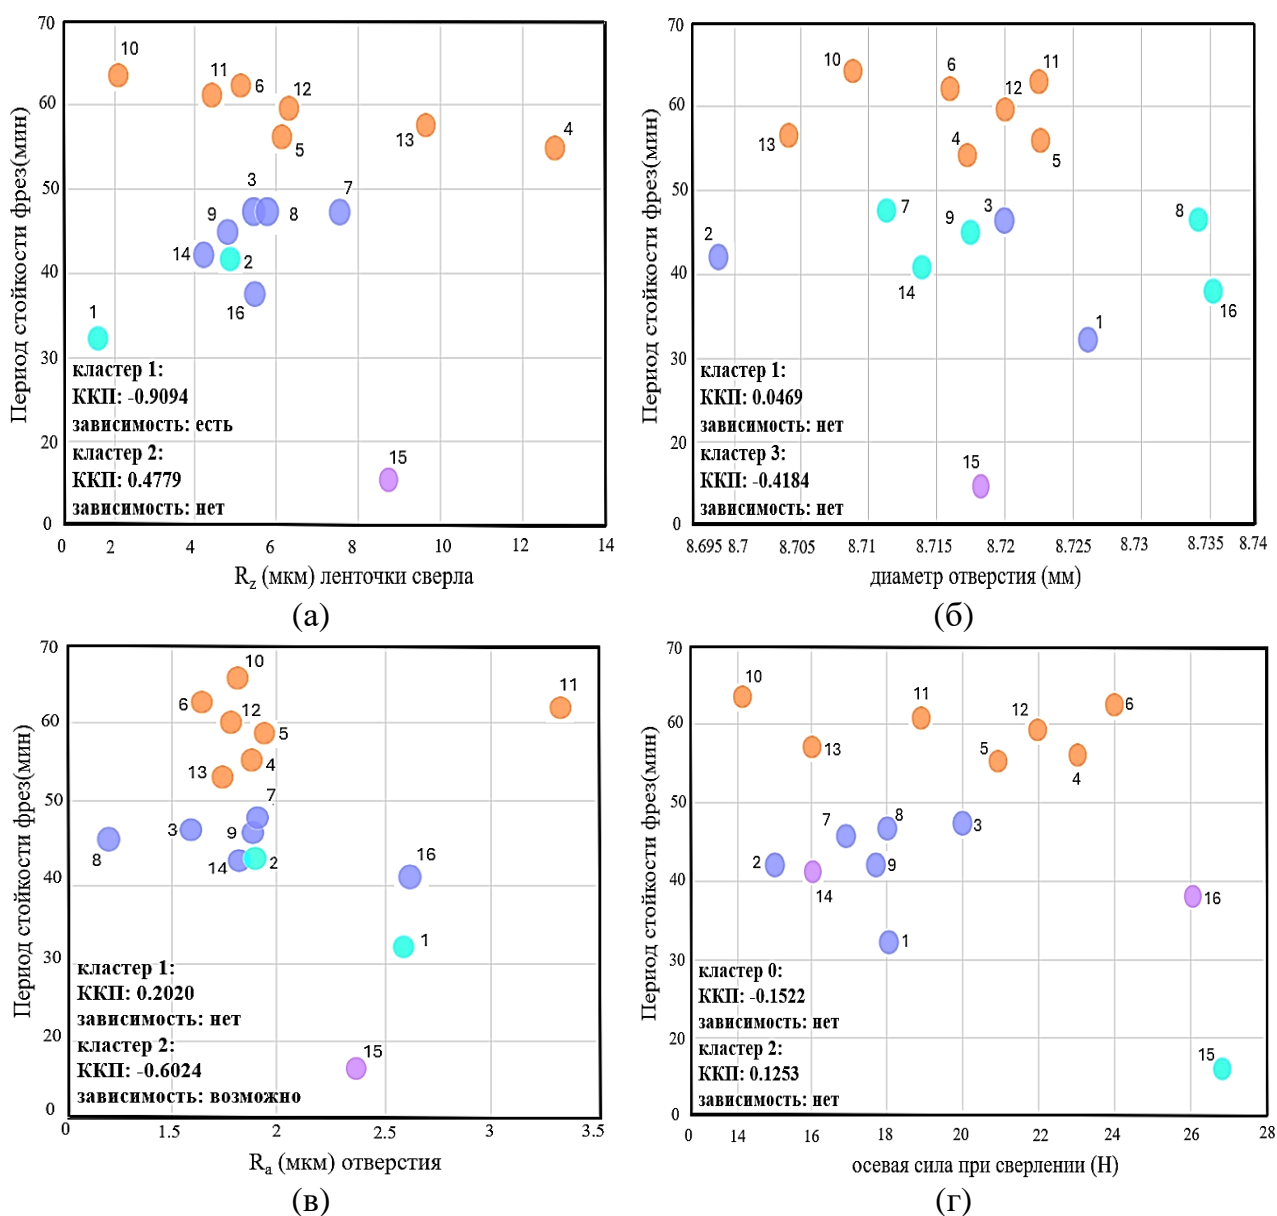 70
60
50
40
30
20
0
Период стойкости фрез(мин)
10
11
6
12
13
5
4
3
9
8
7
14
2
16
1
15
кластер 1:
ККП: -0.9094
зависимость: есть
кластер 2:
ККП: 0.4779
зависимость: нет
0 2 4 6 8 10 12 14
Rz (мкм) ленточки сверла
(а)
70
60
50
40
30
20
0
Период стойкости фрез(мин)
10
6
11
12
13
4
5
7
9
3
8
2
14
16
1
15
кластер 1:
ККП: 0.0469
зависимость: нет
кластер 3:
ККП: -0.4184
зависимость: нет
8.695 8.7 8.705 8.71 8.715 8.72 8.725 8.73 8.735 8.74
диаметр отверстия (мм)
(б)
70
60
50
40
30
20
0
Период стойкости фрез(мин)
10
6
12
11
5
4
13
7
3
9
8
14
2
16
1
15
кластер 1:
ККП: 0.2020
зависимость: нет
кластер 2:
ККП: -0.6024
зависимость: возможно
0 1.5 2 2.5 3 3.5
Ra (мкм) отверстия
(в)
70
60
50
40
30
20
0
Период стойкости фрез(мин)
10
11
12
6
13
5
4
7
8
3
2
9
14
16
1
15
кластер 0:
ККП: -0.1522
зависимость: нет
кластер 2:
ККП: 0.1253
зависимость: нет
0 14 16 18 20 22 24 26 28
осевая сила при сверлении (Н)
(г)